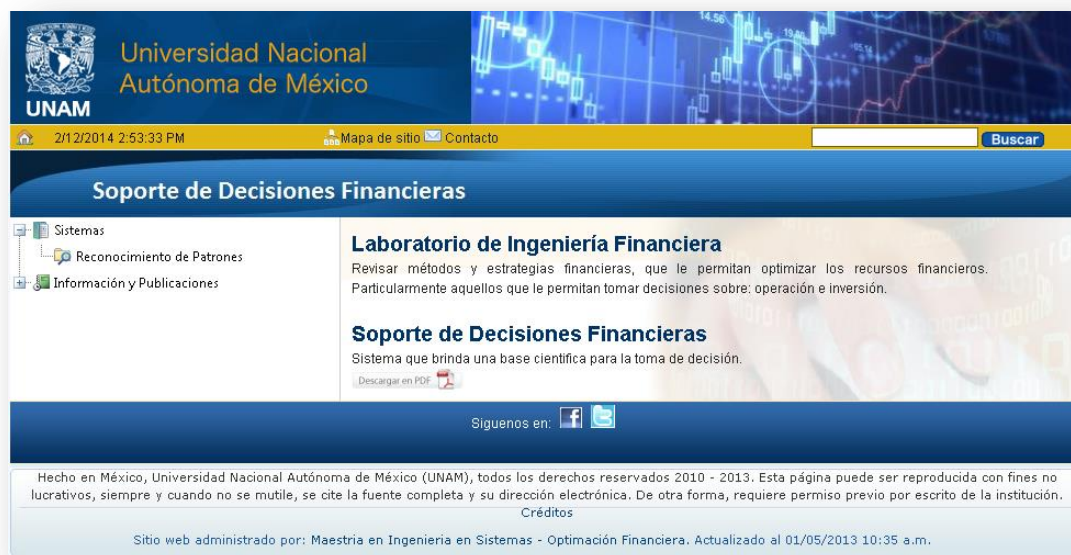 Universidad Nacional
Autónoma de México
UNAM
14.56
19.00
05.14
2/12/2014 2:53:33 PM
Mapa de sitio
Contacto
Buscar
Soporte de Decisiones Financieras
Sistemas
Reconocimiento de Patrones
Información y Publicaciones
Laboratorio de Ingeniería Financiera
Revisar métodos y estrategias financieras, que le permitan optimizar los recursos financieros.
Particularmente aquellos que le permitan tomar decisiones sobre: operación e inversión.
Soporte de Decisiones Financieras
Sistema que brinda una base cientifica para la toma de decisión.
Descargar en PDF
Siguenos en:
Hecho en México, Universidad Nacional Autónoma de México (UNAM), todos los derechos reservados 2010 - 2013. Esta página puede ser reproducida con fines no
lucrativos, siempre y cuando no se mutile, se cite la fuente completa y su dirección electrónica. De otra forma, requiere permiso previo por escrito de la institución.
Créditos
Sitio web administrado por: Maestria en Ingenieria en Sistemas - Optimación Financiera. Actualizado al 01/05/2013 10:35 a.m.